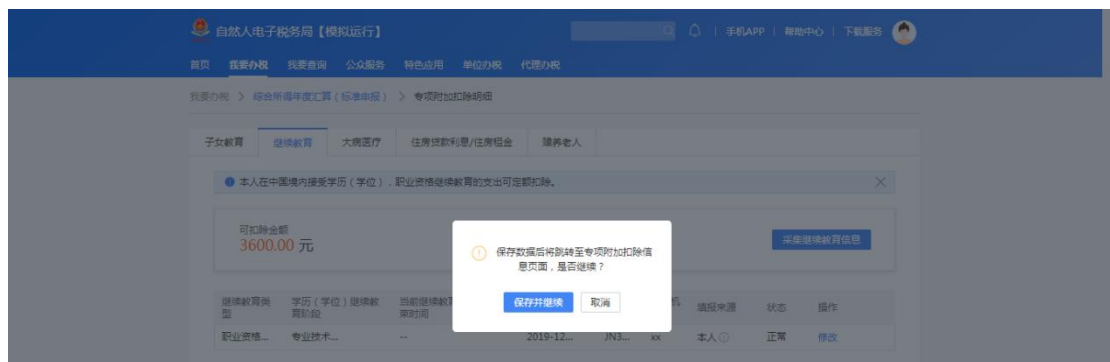 自然人电子税务局【模拟运行】
手机APP | 帮助中心 | 下载服务
首页 我要办税 我要查询 公众服务 特色应用 单位办税 代理办税
我要办税 > 综合所得年度汇算（标准申报） > 专项附加扣除明细
子女教育 继续教育 大病医疗 住房贷款利息/住房租金 赡养老人
本人在中国境内接受学历（学位），职业资格继续教育的支出可定额扣除。
可扣除金额
3600.00 元
采集继续教育信息
保存数据后将跳转至专项附加扣除信
息页面，是否继续？
保存并继续 取消
继续教育类
型
学历（学位）继续教
育阶段
当前继续教
束时间
机
填报来源 状态 操作
职业资格... 专业技术... -- 2019-12... JN3... xx 本人 正常 修改